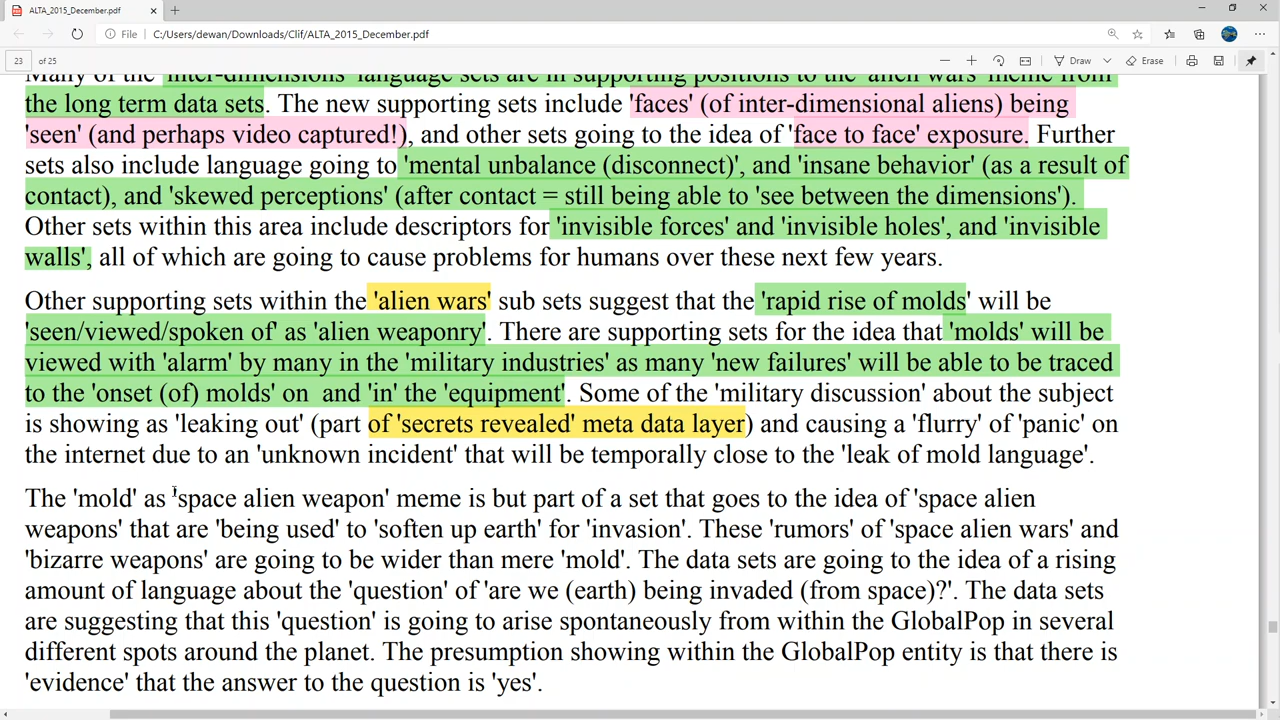 ALTA_2015_December.pdf
File C:/Users/dewan/Downloads/Clif/ALTA_2015_December.pdf
23 of 25 Draw Erase
Many of the 'inter-dimensions' language sets are in supporting positions to the 'alien wars' meme from
the long term data sets. The new supporting sets include 'faces' (of inter-dimensional aliens) being
'seen' (and perhaps video captured!), and other sets going to the idea of 'face to face' exposure. Further
sets also include language going to 'mental unbalance (disconnect)', and 'insane behavior' (as a result of
contact), and 'skewed perceptions' (after contact = still being able to 'see between the dimensions').
Other sets within this area include descriptors for 'invisible forces' and 'invisible holes', and 'invisible
walls', all of which are going to cause problems for humans over these next few years.
Other supporting sets within the 'alien wars' sub sets suggest that the 'rapid rise of molds' will be
'seen/viewed/spoken of' as 'alien weaponry'. There are supporting sets for the idea that 'molds' will be
viewed with 'alarm' by many in the 'military industries' as many 'new failures' will be able to be traced
to the 'onset (of) molds' on  and 'in' the 'equipment'. Some of the 'military discussion' about the subject
is showing as 'leaking out' (part of 'secrets revealed' meta data layer) and causing a 'flurry' of 'panic' on
the internet due to an 'unknown incident' that will be temporally close to the 'leak of mold language'.
The 'mold' as 'space alien weapon' meme is but part of a set that goes to the idea of 'space alien
weapons' that are 'being used' to 'soften up earth' for 'invasion'. These 'rumors' of 'space alien wars' and
'bizarre weapons' are going to be wider than mere 'mold'. The data sets are going to the idea of a rising
amount of language about the 'question' of 'are we (earth) being invaded (from space)?'. The data sets
are suggesting that this 'question' is going to arise spontaneously from within the GlobalPop in several
different spots around the planet. The presumption showing within the GlobalPop entity is that there is
'evidence' that the answer to the question is 'yes'.